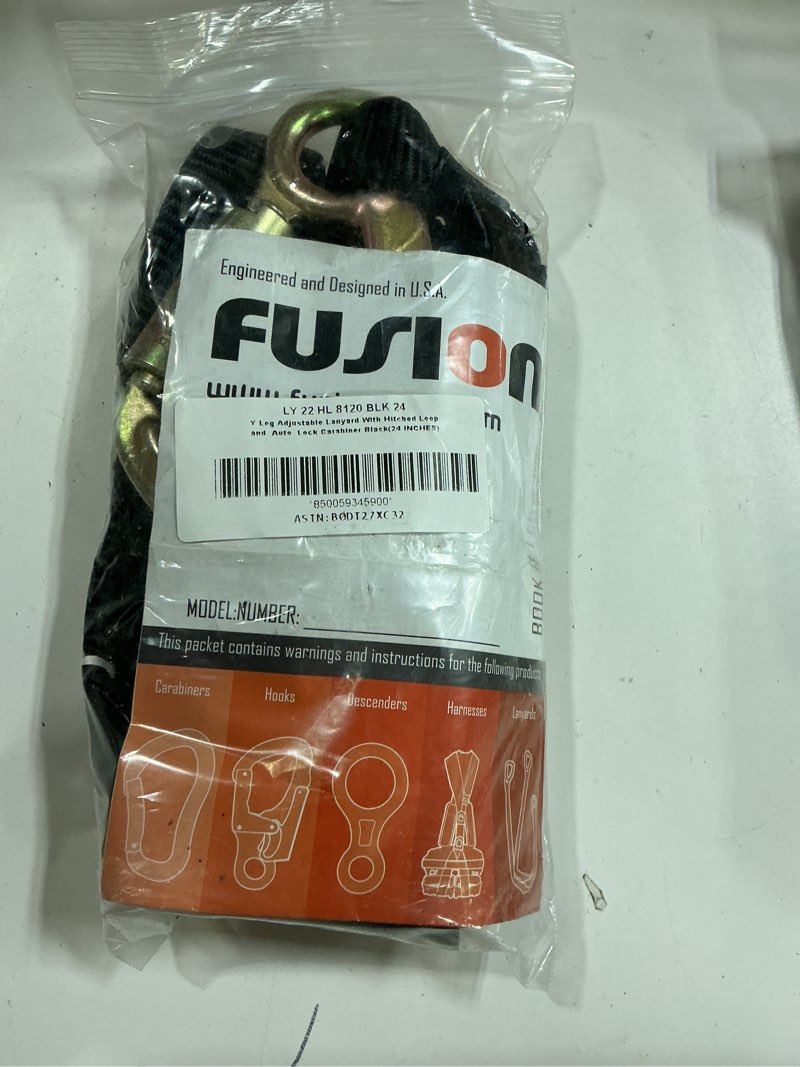 Engineered and Designed in U.S.A.
FUSION
LY 22 HL 8120 BLK 24
Y Leg Adjustable Lanyard With Hitched Loop
and Auto Lock Carabiner Black(24 INCHES)
*850059345900*
ASIN:B0DT27XC32
MODEL:NUMBER:
BOOK #
This packet contains warnings and instructions for the following products
Carabiners
Hooks
Descenders
Harnesses
Lanyards